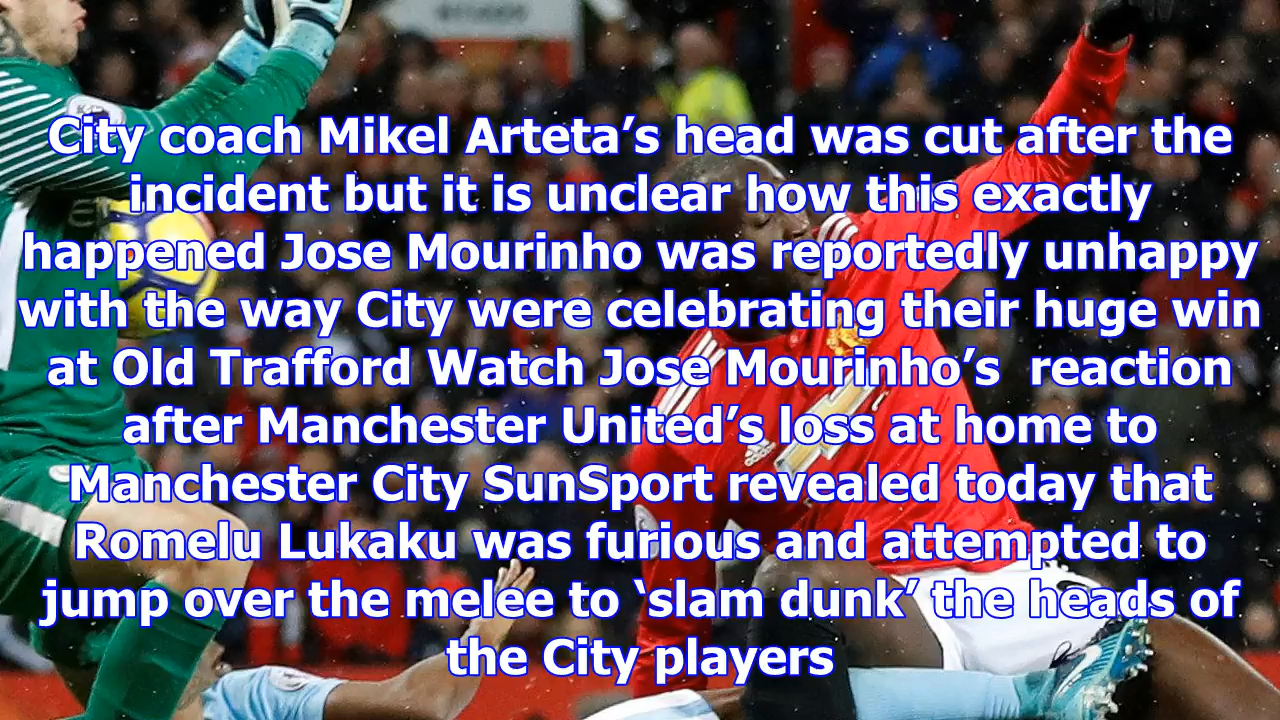 City coach Mikel Arteta’s head was cut after the
incident but it is unclear how this exactly
happened Jose Mourinho was reportedly unhappy
with the way City were celebrating their huge win
at Old Trafford Watch Jose Mourinho’s  reaction
after Manchester United’s loss at home to
Manchester City SunSport revealed today that
Romelu Lukaku was furious and attempted to
jump over the melee to ‘slam dunk’ the heads of
the City players